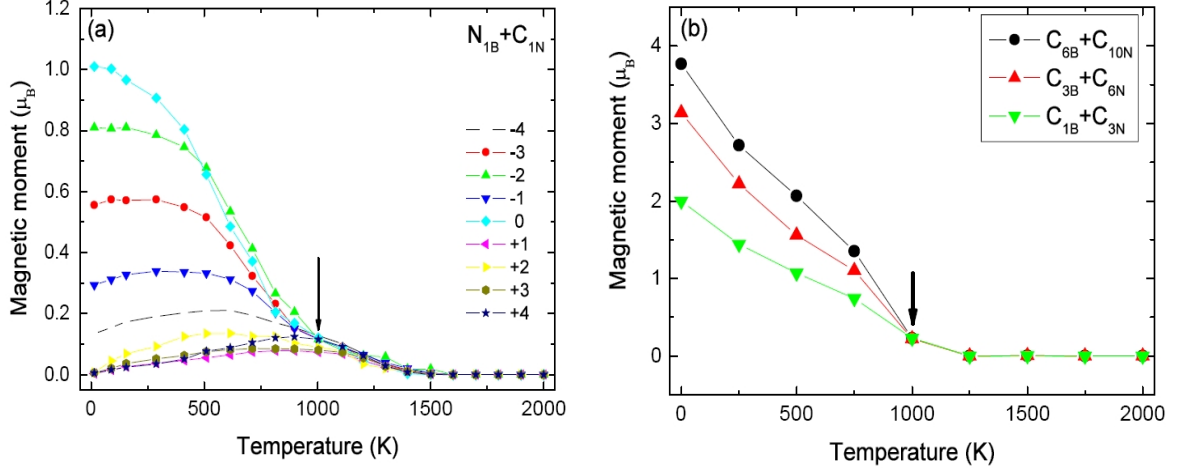 (a)
N1B+C1N
1.2
1.0
0.8
0.6
0.4
0.2
0.0
Magnetic moment (μB)
-4
-3
-2
-1
0
+1
+2
+3
+4
0 500 1000 1500 2000
Temperature (K)
(b)
C6B+C10N
C3B+C6N
C1B+C3N
4
3
2
1
0
Magnetic moment (μB)
0 250 500 750 1000 1250 1500 1750 2000
Temperature (K)